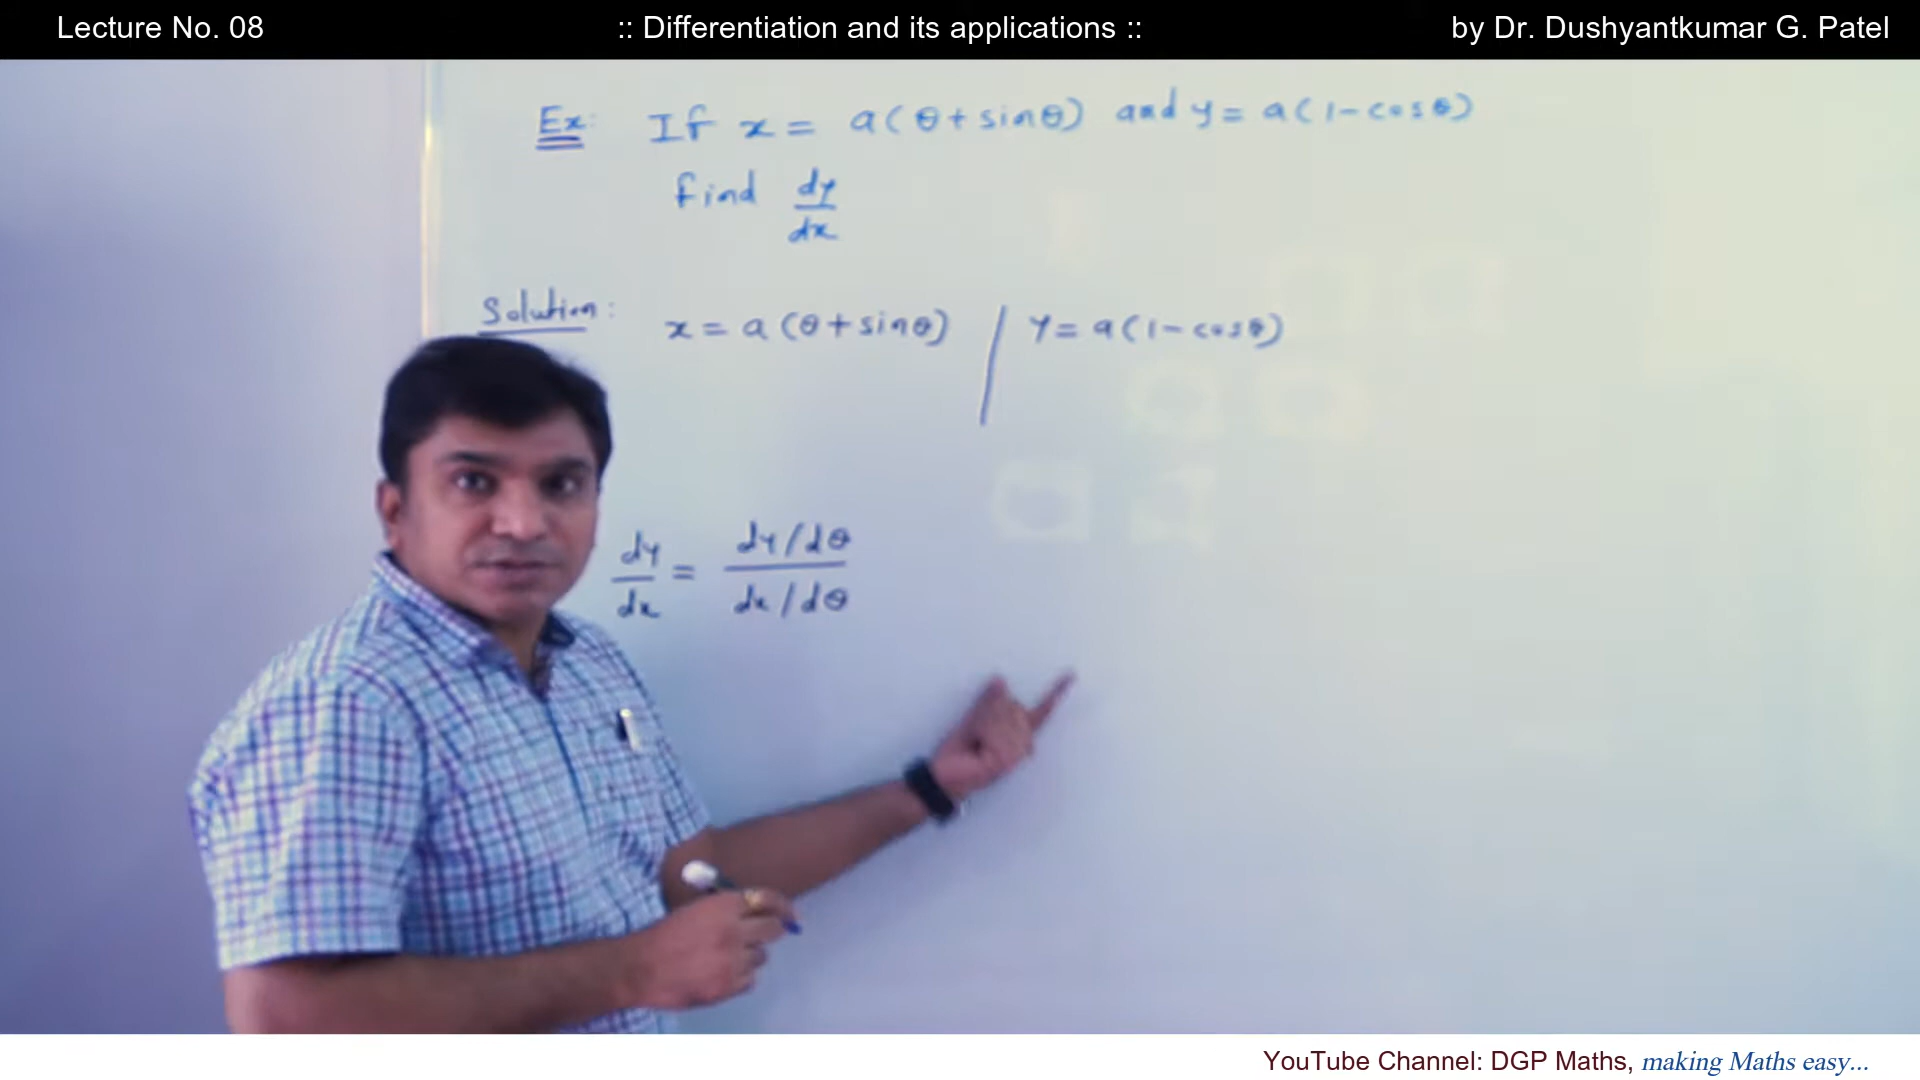 Lecture No. 08 :: Differentiation and its applications :: by Dr. Dushyantkumar G. Patel
Ex: If x = a(θ+sinθ) and y = a(1-cosθ)
find dy/dx
Solution: x = a(θ+sinθ) / y = a(1-cosθ)
dy/dx = dy/dθ / dx/dθ
YouTube Channel: DGP Maths, making Maths easy...